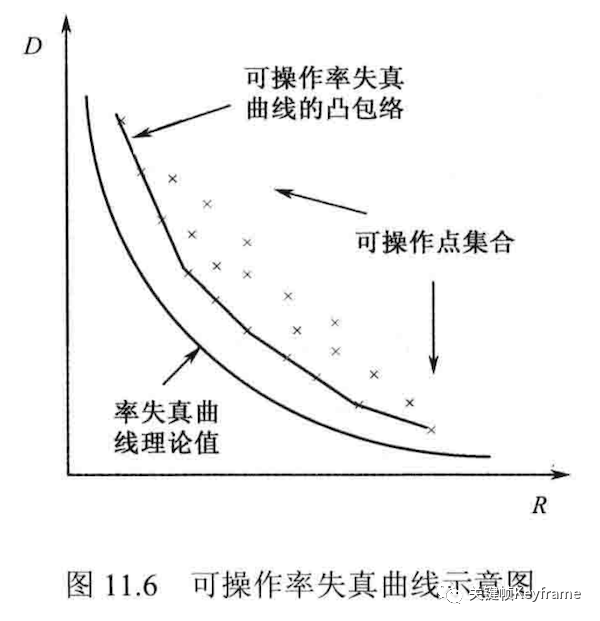 D
可操作率失真
曲线的凸包络
可操作点集合
率失真曲
线理论值
R
图 11.6 可操作率失真曲线示意图
关键帧Keyframe